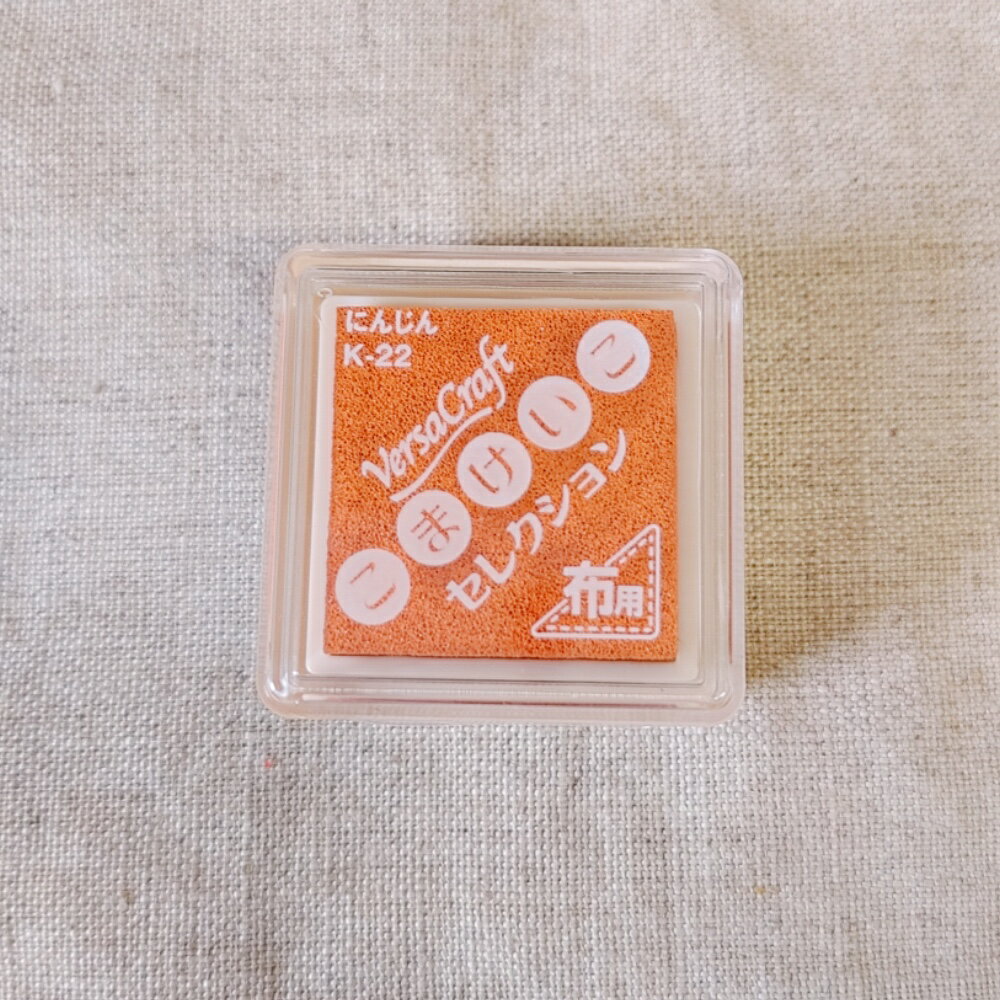 にんじん
K-22
VersaCraft
こまけいこ
セレクション
布用